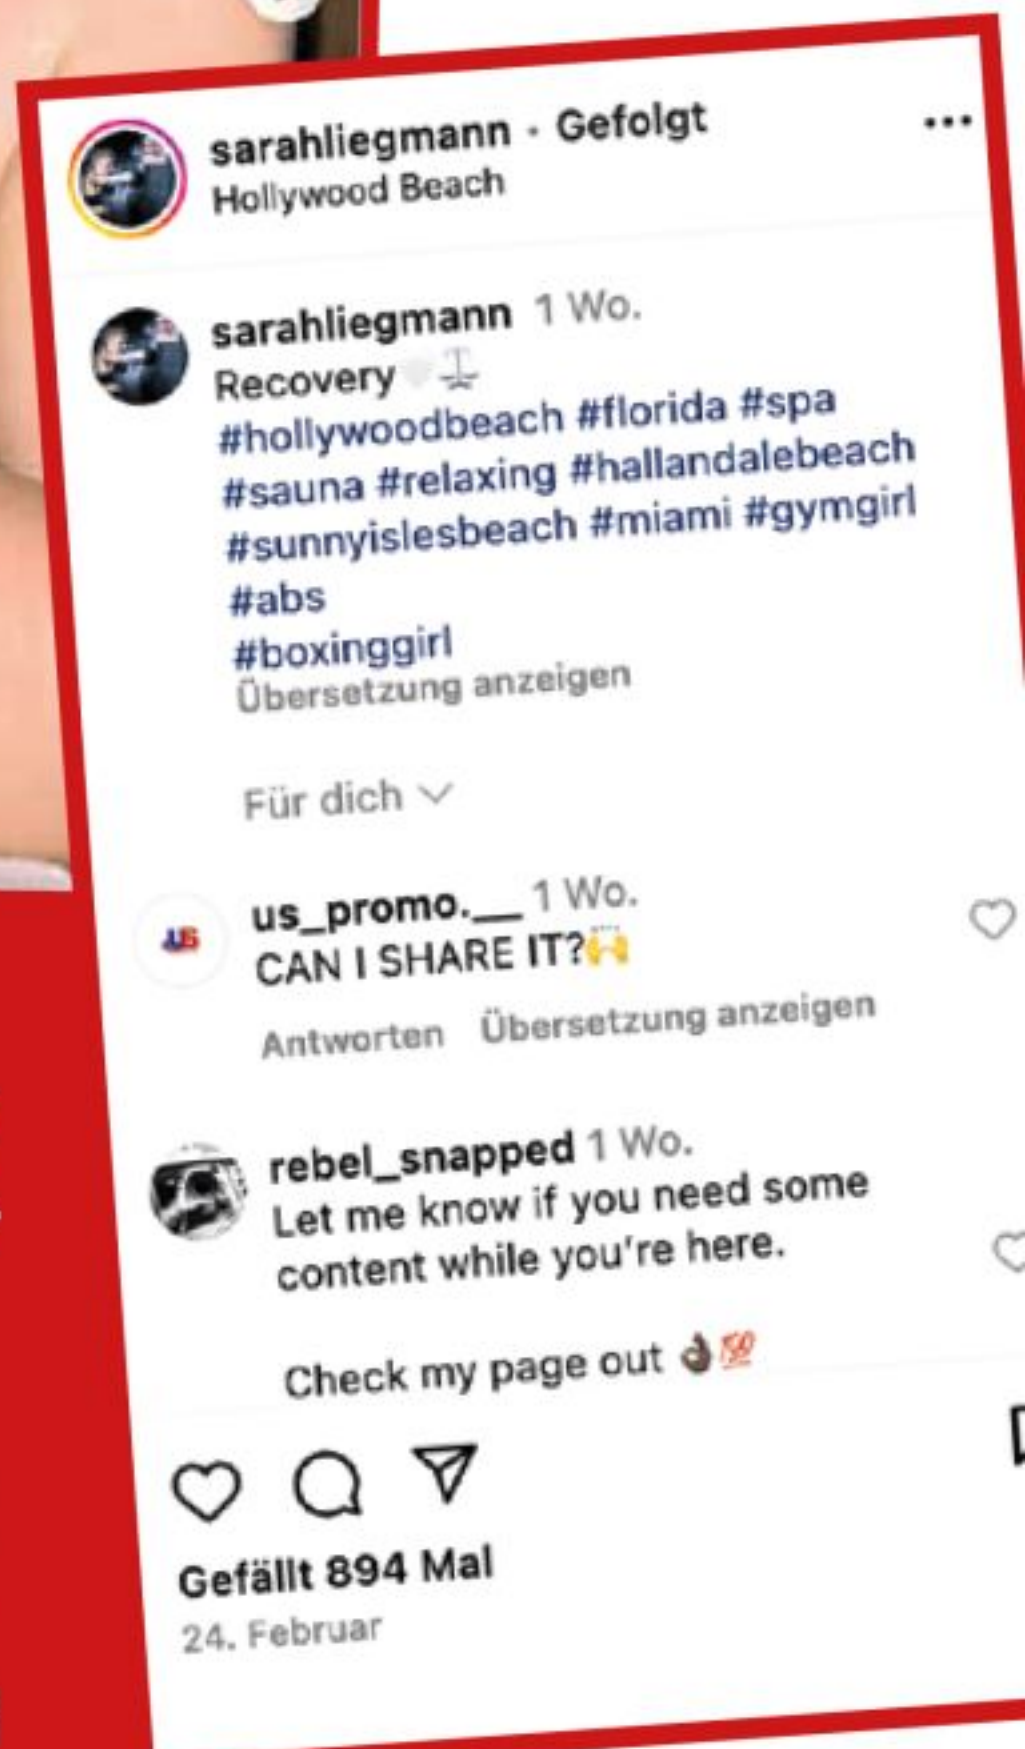 sarahliegmann • Gefolgt
Hollywood Beach
sarahliegmann 1 Wo.
Recovery
#hollywoodbeach #florida #spa
#sauna #relaxing #hallandalebeach
#sunnyislesbeach #miami #gymgirl
#abs
#boxinggirl
Übersetzung anzeigen
Für dich
us_promo.__ 1 Wo.
CAN I SHARE IT?🙌
Antworten Übersetzung anzeigen
rebel_snapped 1 Wo.
Let me know if you need some
content while you're here.
Check my page out 👌🏿💯
Gefällt 894 Mal
24. Februar